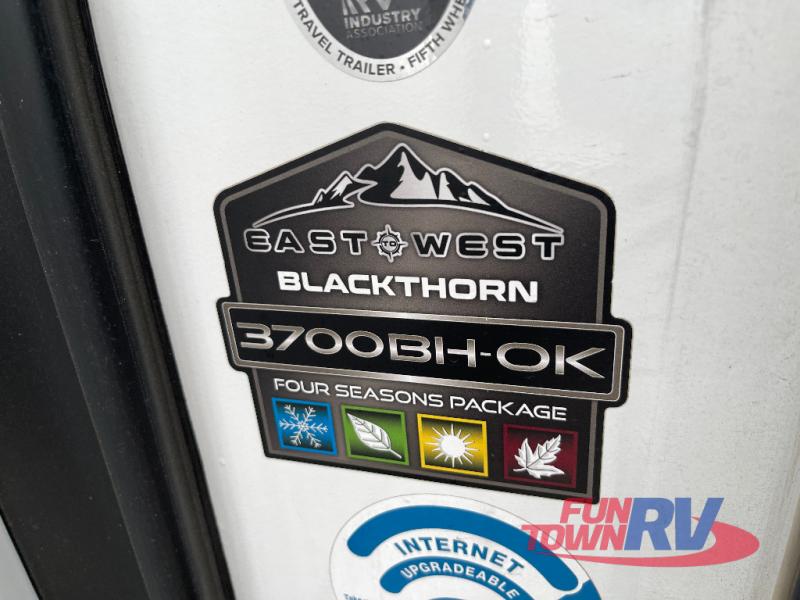 RV
INDUSTRY
ASSOCIATION
TRAVEL TRAILER • FIFTH WHE
EAST TO WEST
BLACKTHORN
3700BH-OK
FOUR SEASONS PACKAGE
INTERNET
UPGRADEABLE
FUN
TOWN RV